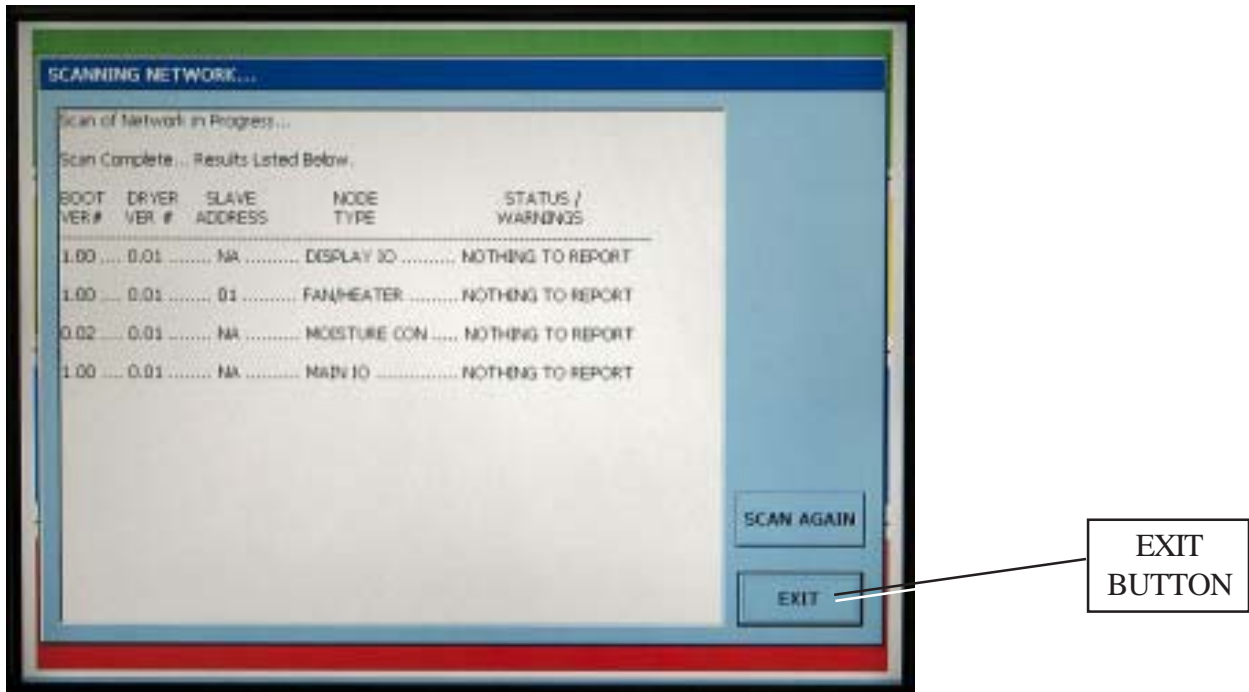 SCANNING NETWORK...
Scan of Network in Progress...
Scan Complete... Results Listed Below.
BOOT DRYER SLAVE NODE STATUS /
VER# VER # ADDRESS TYPE WARNINGS
1.00 .... 0.01 ........ NA .......... DISPLAY IO .......... NOTHING TO REPORT
1.00 .... 0.01 ........ 01 .......... FAN/HEATER ......... NOTHING TO REPORT
0.02 .... 0.01 ........ NA .......... MOISTURE CON ..... NOTHING TO REPORT
1.00 .... 0.01 ........ NA .......... MAIN IO ............... NOTHING TO REPORT
SCAN AGAIN
EXIT
EXIT
BUTTON